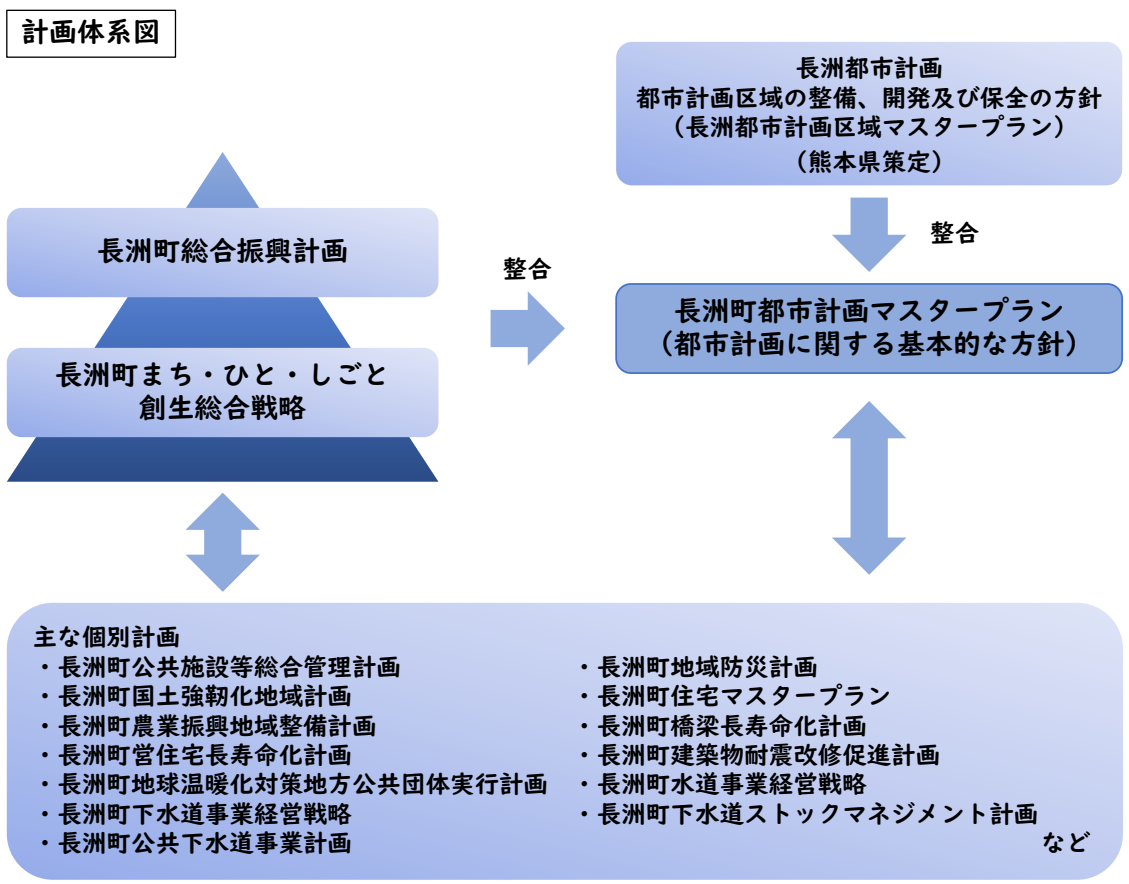 計画体系図
長洲都市計画
都市計画区域の整備、開発及び保全の方針
（長洲都市計画区域マスタープラン）
（熊本県策定）
整合
長洲町総合振興計画
整合
長洲町都市計画マスタープラン
（都市計画に関する基本的な方針）
長洲町まち・ひと・しごと
創生総合戦略
主な個別計画
・長洲町公共施設等総合管理計画
・長洲町国土強靭化地域計画
・長洲町農業振興地域整備計画
・長洲町営住宅長寿命化計画
・長洲町地球温暖化対策地方公共団体実行計画
・長洲町下水道事業経営戦略
・長洲町公共下水道事業計画
・長洲町地域防災計画
・長洲町住宅マスタープラン
・長洲町橋梁長寿命化計画
・長洲町建築物耐震改修促進計画
・長洲町水道事業経営戦略
・長洲町下水道ストックマネジメント計画
など